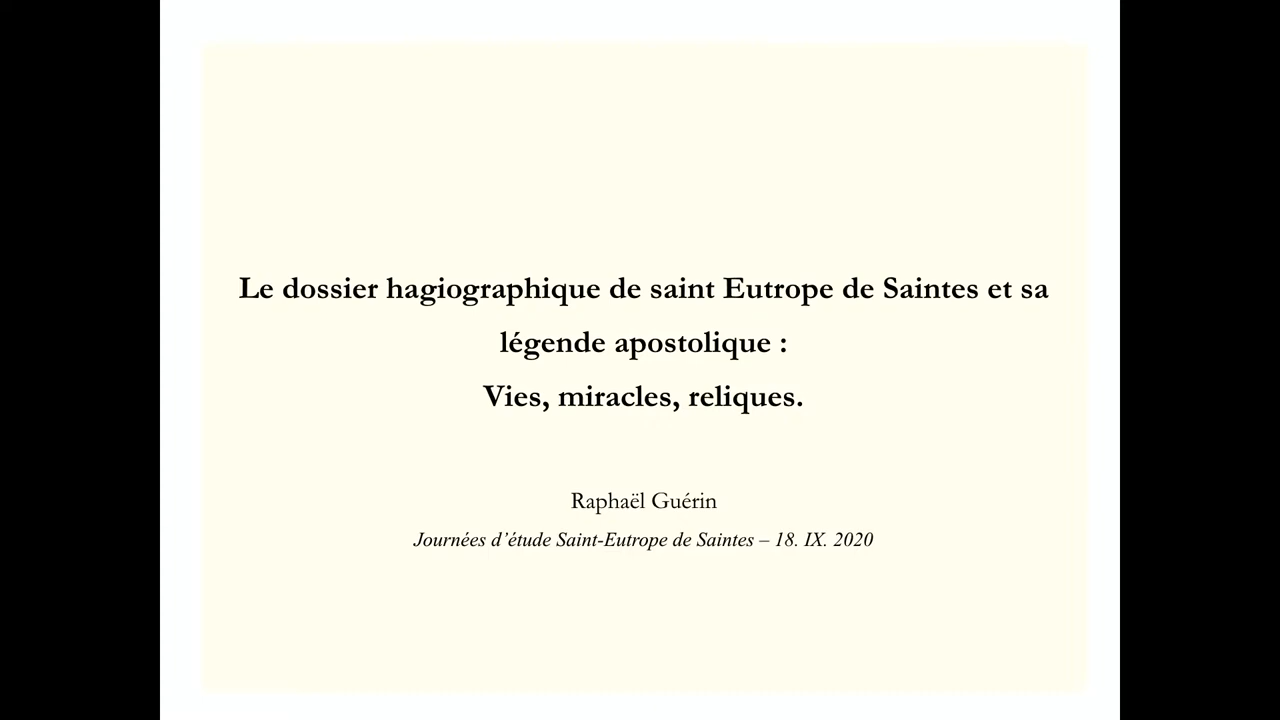 Le dossier hagiographique de saint Eutrope de Saintes et sa
légende apostolique :
Vies, miracles, reliques.
Raphaël Guérin
Journées d’étude Saint-Eutrope de Saintes – 18. IX. 2020